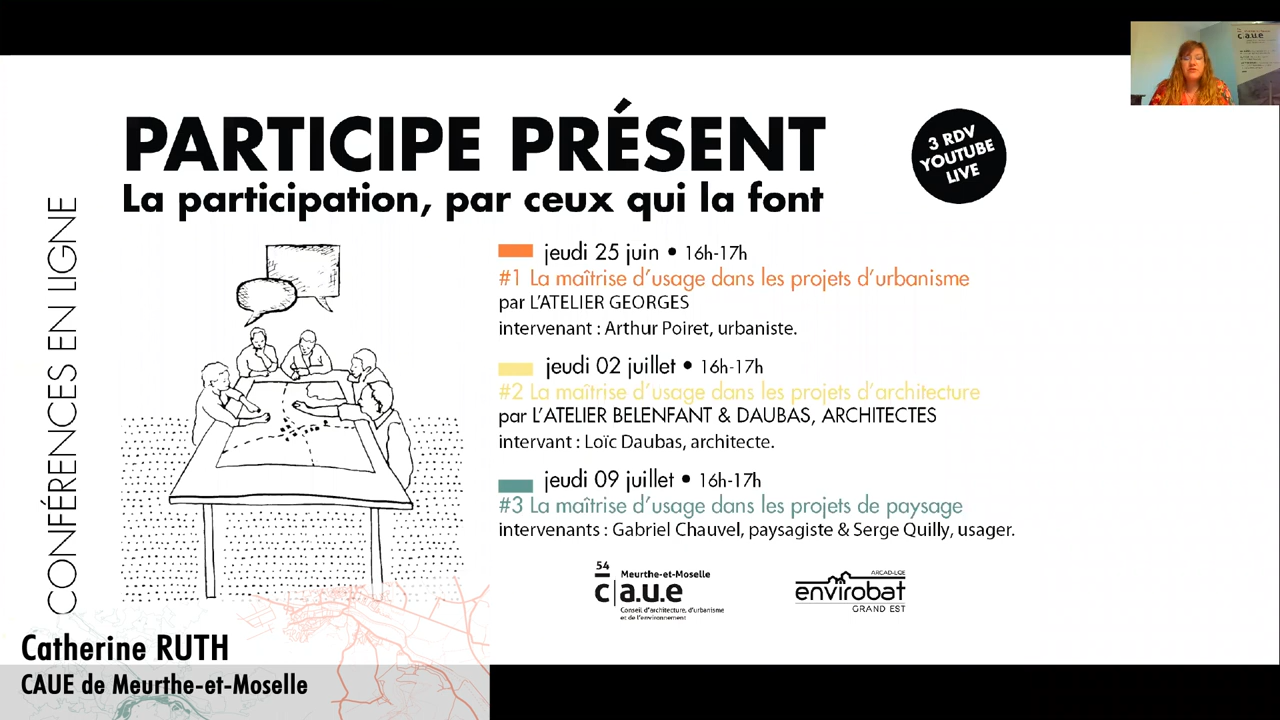 c|a.u.e
PARTICIPE PRÉSENT
La participation, par ceux qui la font
3 RDV
YOUTUBE
LIVE
CONFÉRENCES EN LIGNE
jeudi 25 juin • 16h-17h
#1 La maîtrise d'usage dans les projets d'urbanisme
par L'ATELIER GEORGES
intervenant : Arthur Poiret, urbaniste.
jeudi 02 juillet • 16h-17h
#2 La maîtrise d'usage dans les projets d'architecture
par L'ATELIER BELENFANT & DAUBAS, ARCHITECTES
intervant : Loïc Daubas, architecte.
jeudi 09 juillet • 16h-17h
#3 La maîtrise d'usage dans les projets de paysage
intervenants : Gabriel Chauvel, paysagiste & Serge Quilly, usager.
54
Meurthe-et-Moselle
c|a.u.e
Conseil d'architecture, d'urbanisme
et de l'environnement
ARCAD-LQE
envirobat
GRAND EST
Catherine RUTH
CAUE de Meurthe-et-Moselle